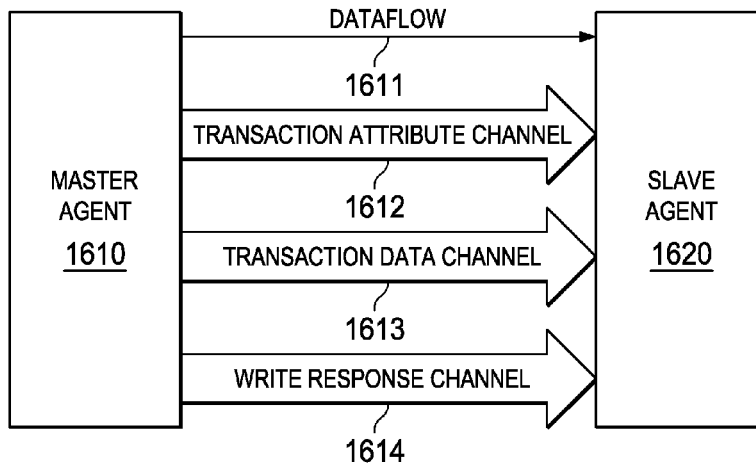 DATAFLOW
1611
TRANSACTION ATTRIBUTE CHANNEL
1612
MASTER
AGENT
1610
SLAVE
AGENT
1620
TRANSACTION DATA CHANNEL
1613
WRITE RESPONSE CHANNEL
1614